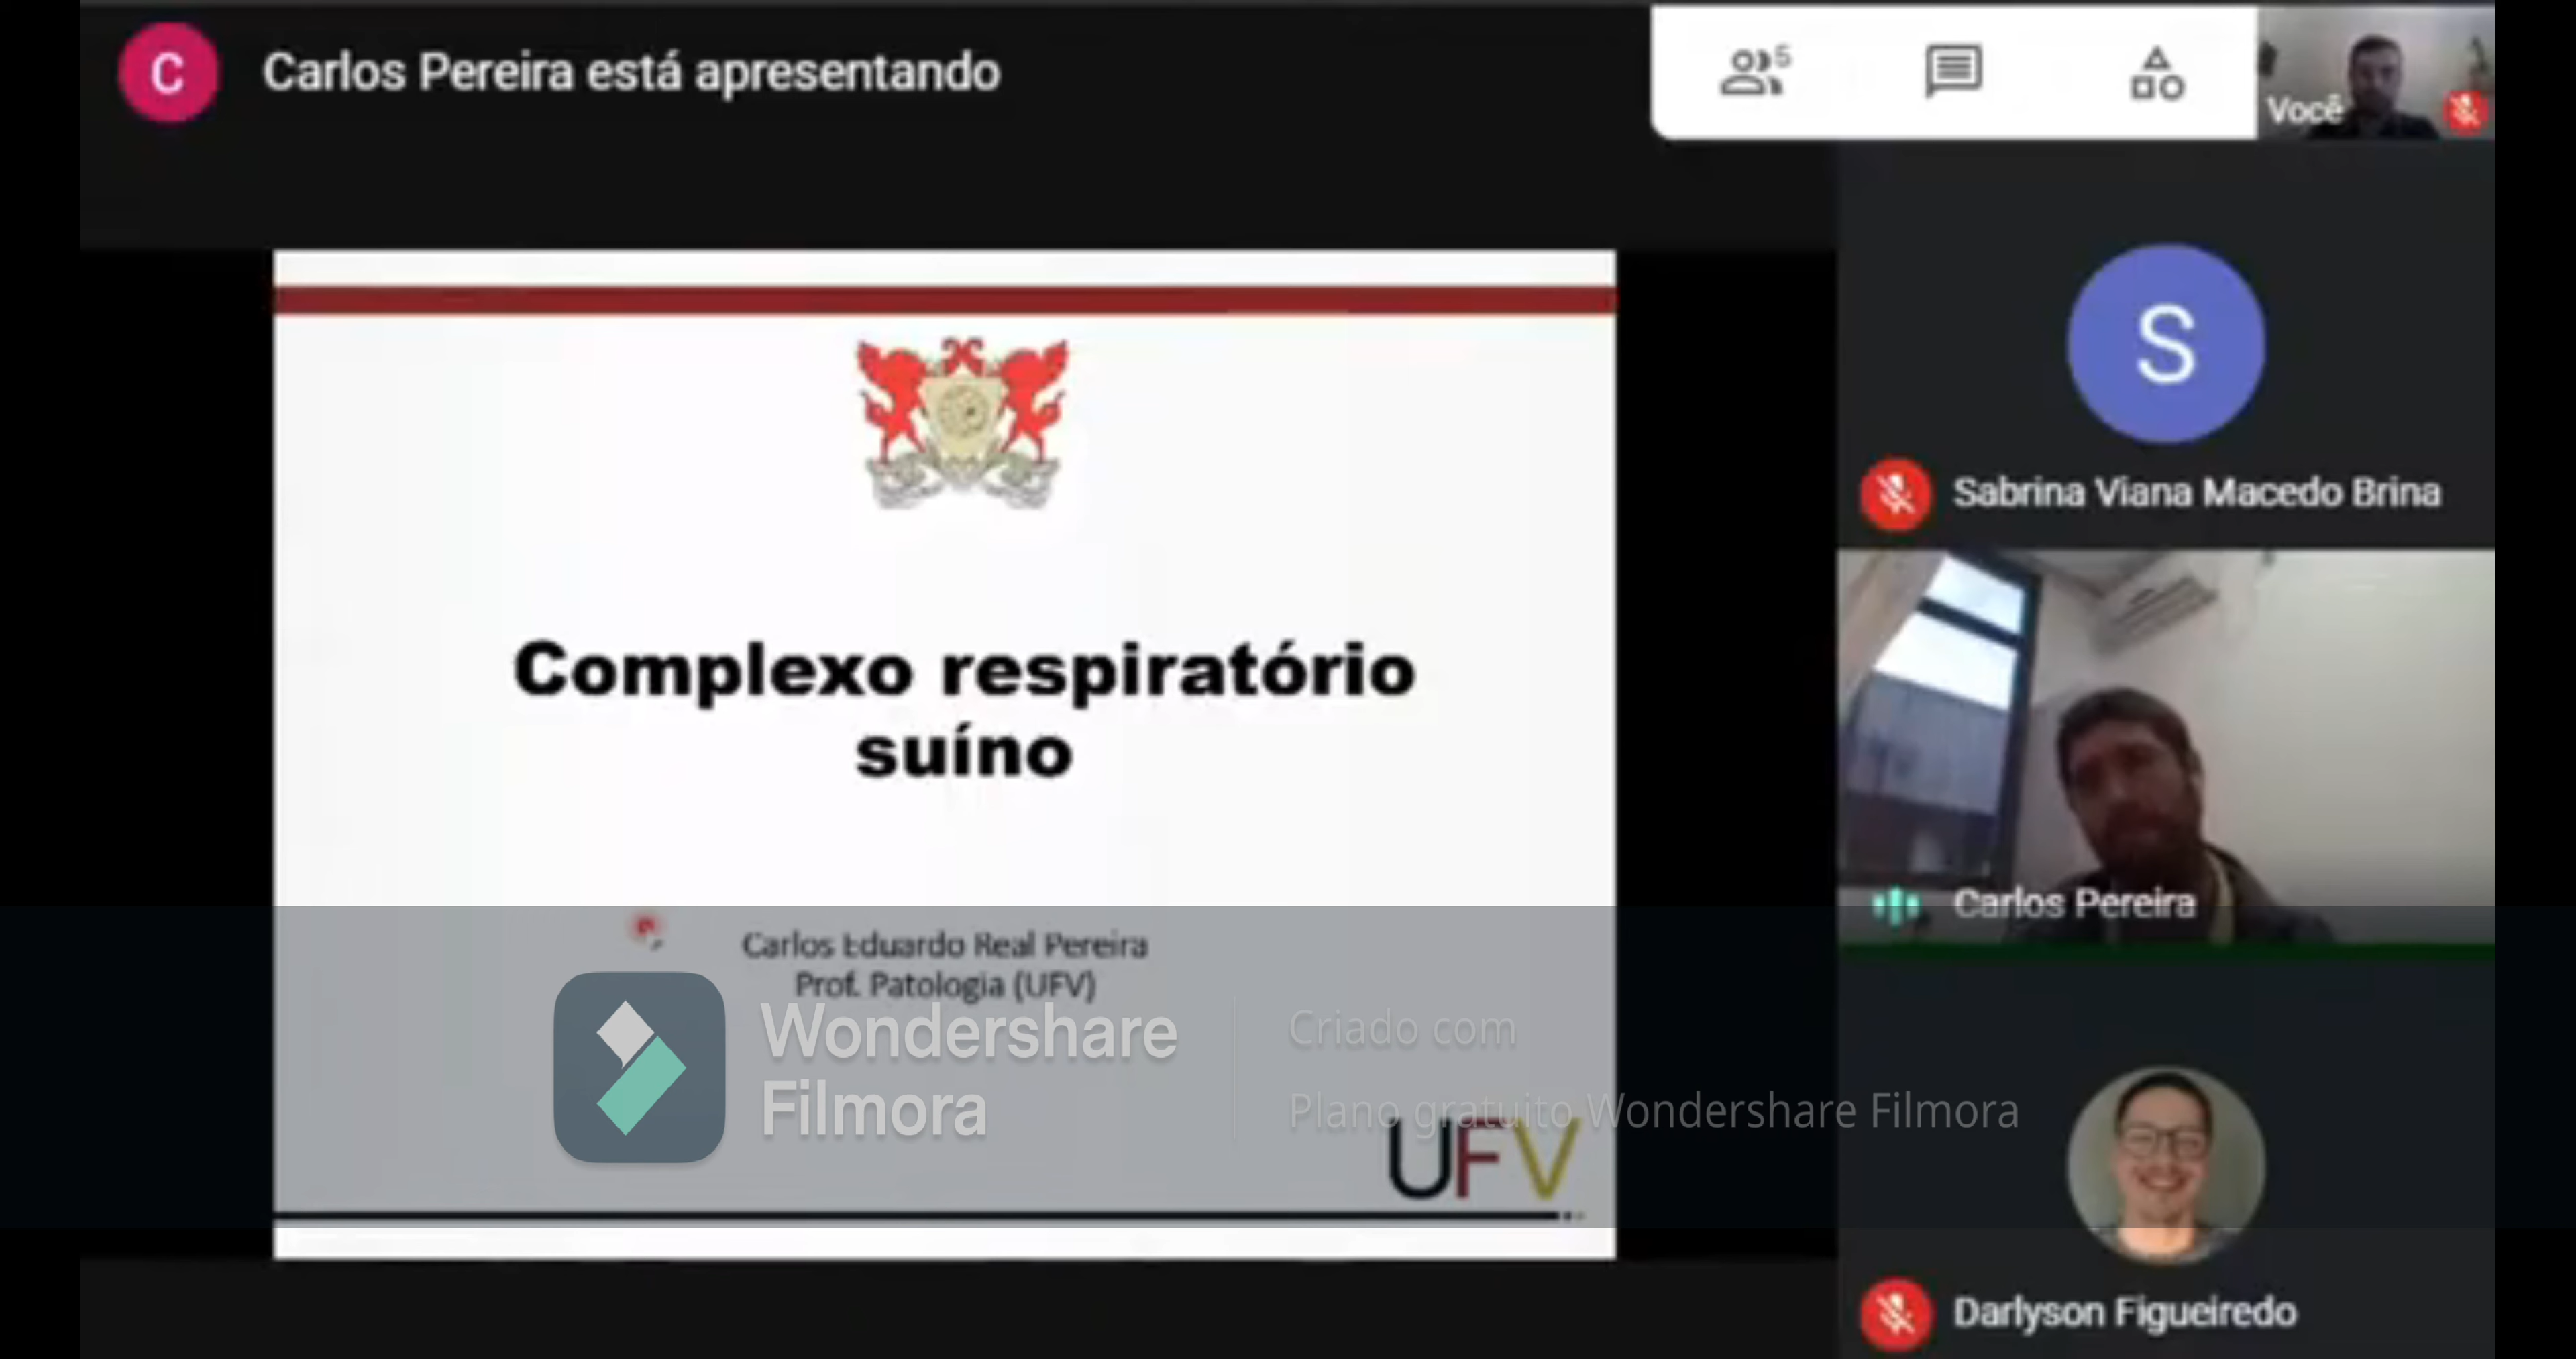 C
Carlos Pereira está apresentando
5
Você
S
Sabrina Viana Macedo Brina
Complexo respiratório
suíno
Carlos Pereira
Carlos Eduardo Real Pereira
Prof. Patologia (UFV)
Wondershare
Filmora
Criado com
Plano gratuito Wondershare Filmora
UFV
Darlyson Figueiredo